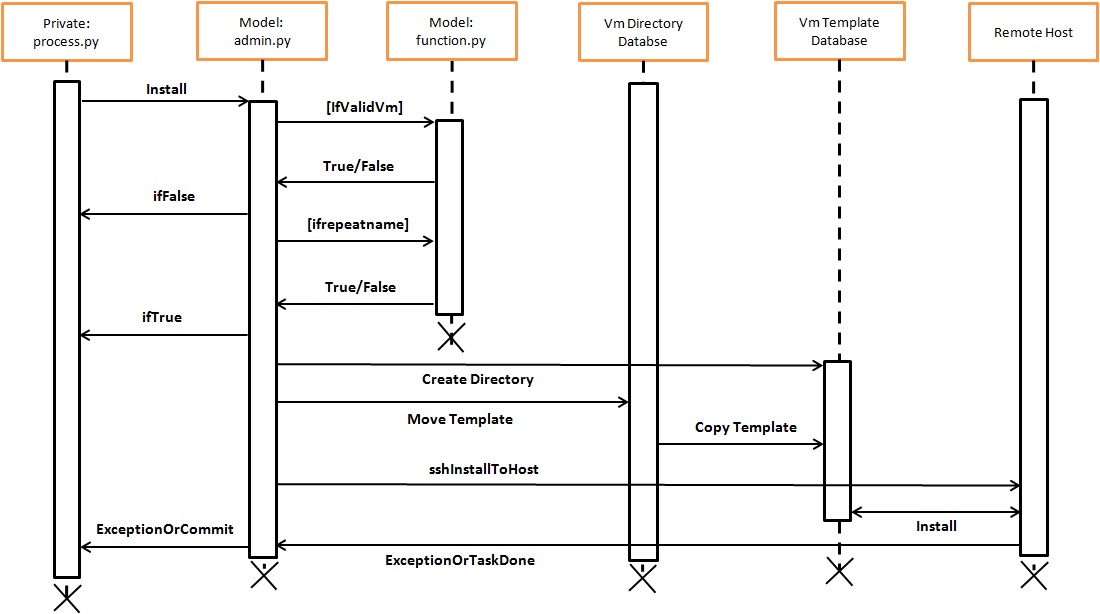 Private:
process.py
Model:
admin.py
Model:
function.py
Vm Directory
Databse
Vm Template
Database
Remote Host
Install
[IfValidVm]
True/False
ifFalse
[ifrepeatname]
True/False
ifTrue
Create Directory
Move Template
Copy Template
sshInstallToHost
Install
ExceptionOrCommit
ExceptionOrTaskDone